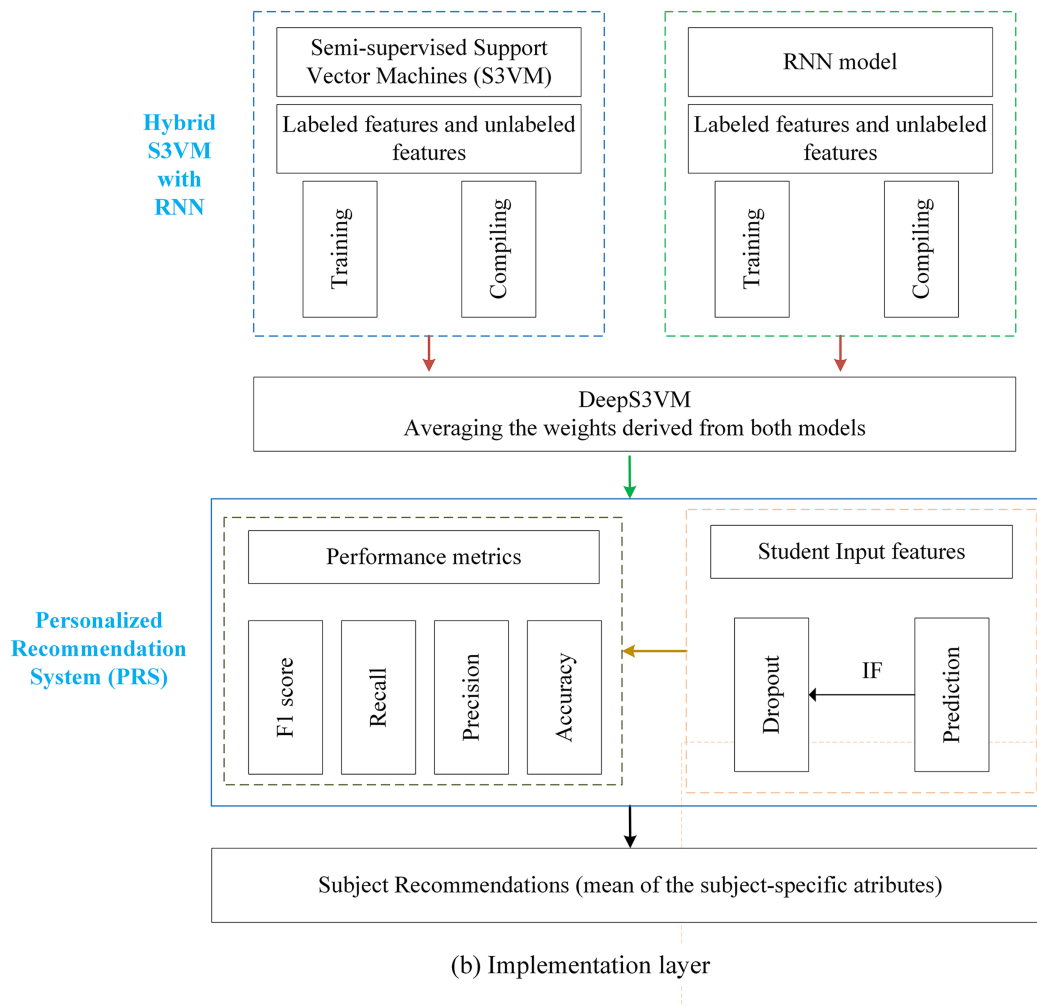 Semi-supervised Support
Vector Machines (S3VM)
RNN model
Hybrid
S3VM
with
RNN
Labeled features and unlabeled
features
Labeled features and unlabeled
features
Training
Compiling
Training
Compiling
DeepS3VM
Averaging the weights derived from both models
Personalized
Recommendation
System (PRS)
Performance metrics
Student Input features
F1 score
Recall
Precision
Accuracy
Dropout
IF
Prediction
Subject Recommendations (mean of the subject-specific atributes)
(b) Implementation layer